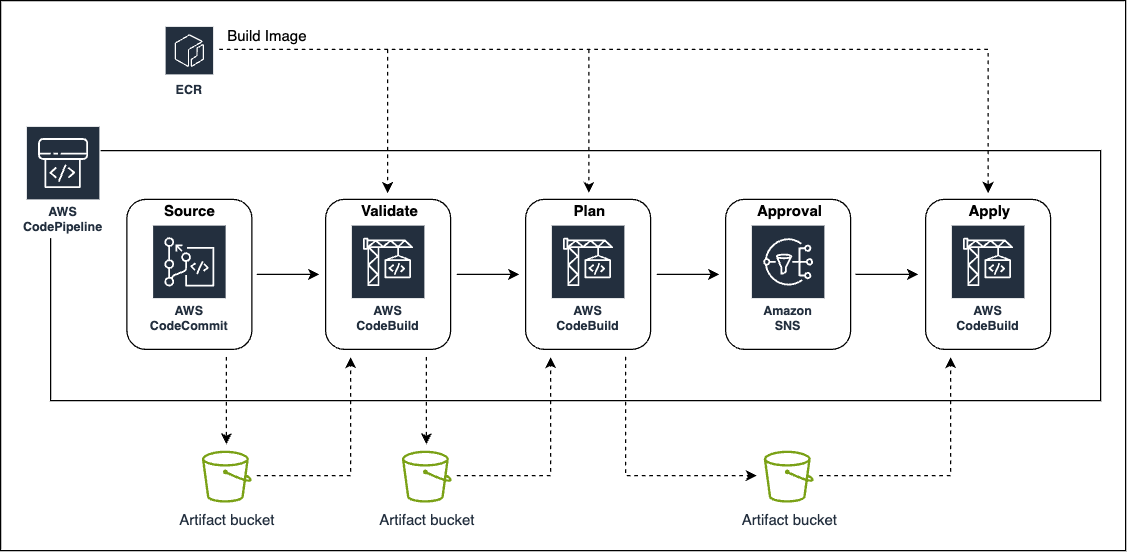 Build Image
ECR
AWS
CodePipeline
Source
Validate
Plan
Approval
Apply
AWS
CodeCommit
AWS
CodeBuild
AWS
CodeBuild
Amazon
SNS
AWS
CodeBuild
Artifact bucket
Artifact bucket
Artifact bucket